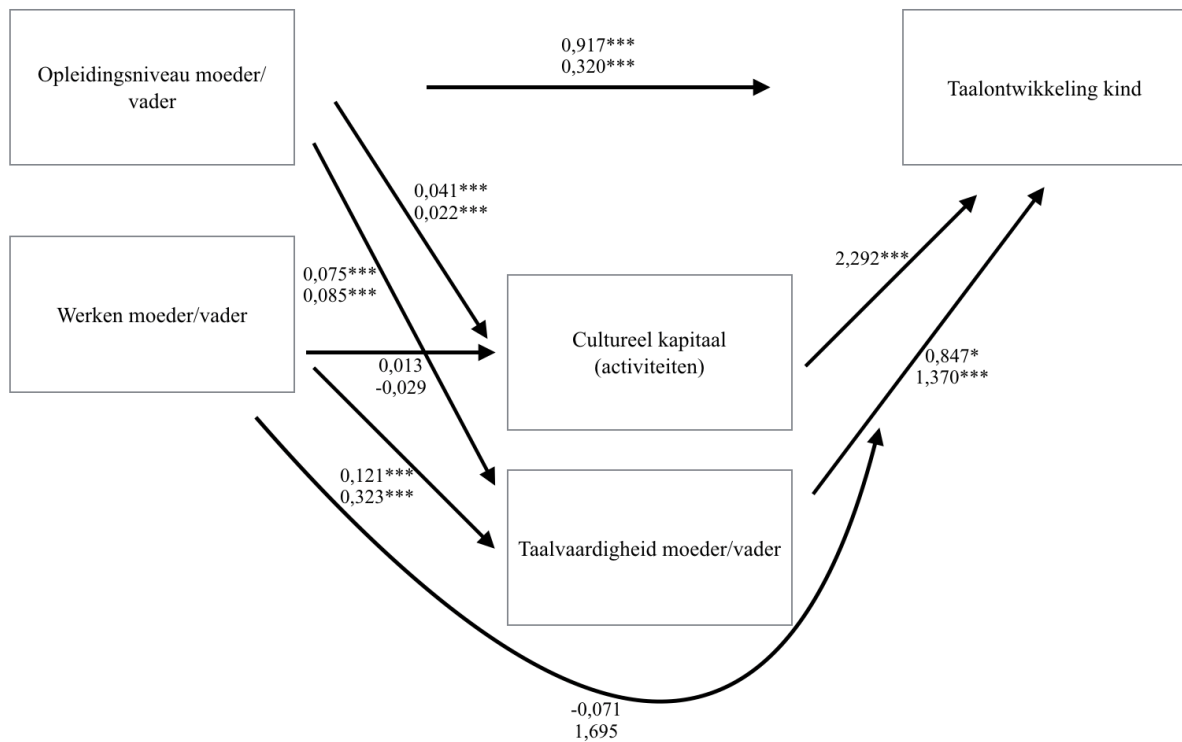 Opleidingsniveau moeder/
vader
0,917***
0,320***
Taalontwikkeling kind
0,041***
0,022***
Werken moeder/vader
0,075***
0,085***
2,292***
Cultureel kapitaal
(activiteiten)
0,013
-0,029
0,847*
1,370***
0,121***
0,323***
Taalvaardigheid moeder/vader
-0,071
1,695